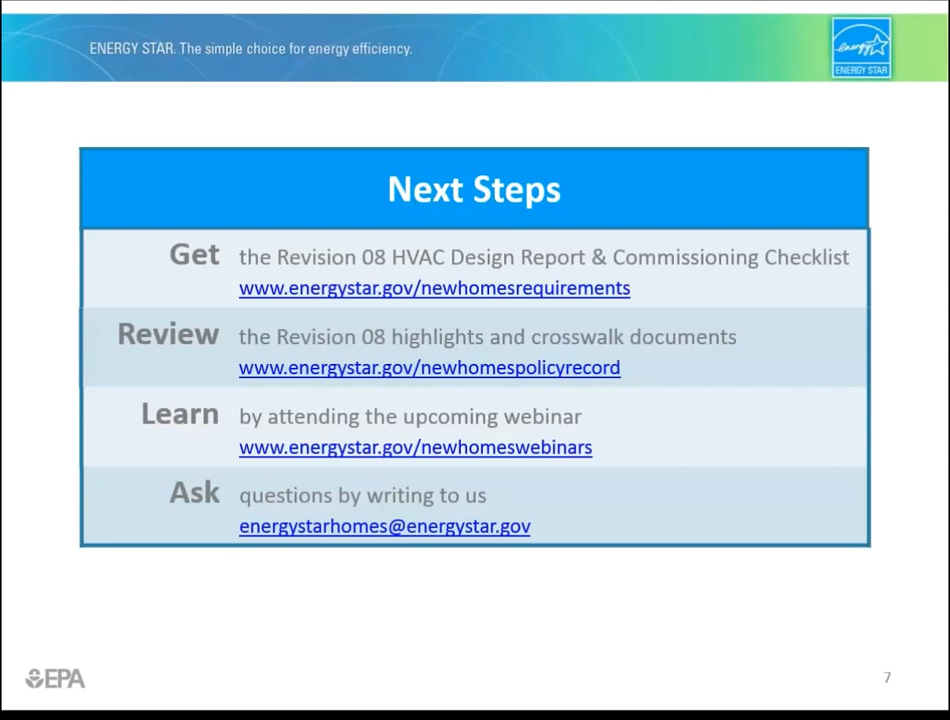 ENERGY STAR. The simple choice for energy efficiency.
energy
ENERGY STAR
Next Steps
Get the Revision 08 HVAC Design Report & Commissioning Checklist
www.energystar.gov/newhomesrequirements
Review the Revision 08 highlights and crosswalk documents
www.energystar.gov/newhomespolicyrecord
Learn by attending the upcoming webinar
www.energystar.gov/newhomeswebinars
Ask questions by writing to us
energystarhomes@energystar.gov
EPA
7